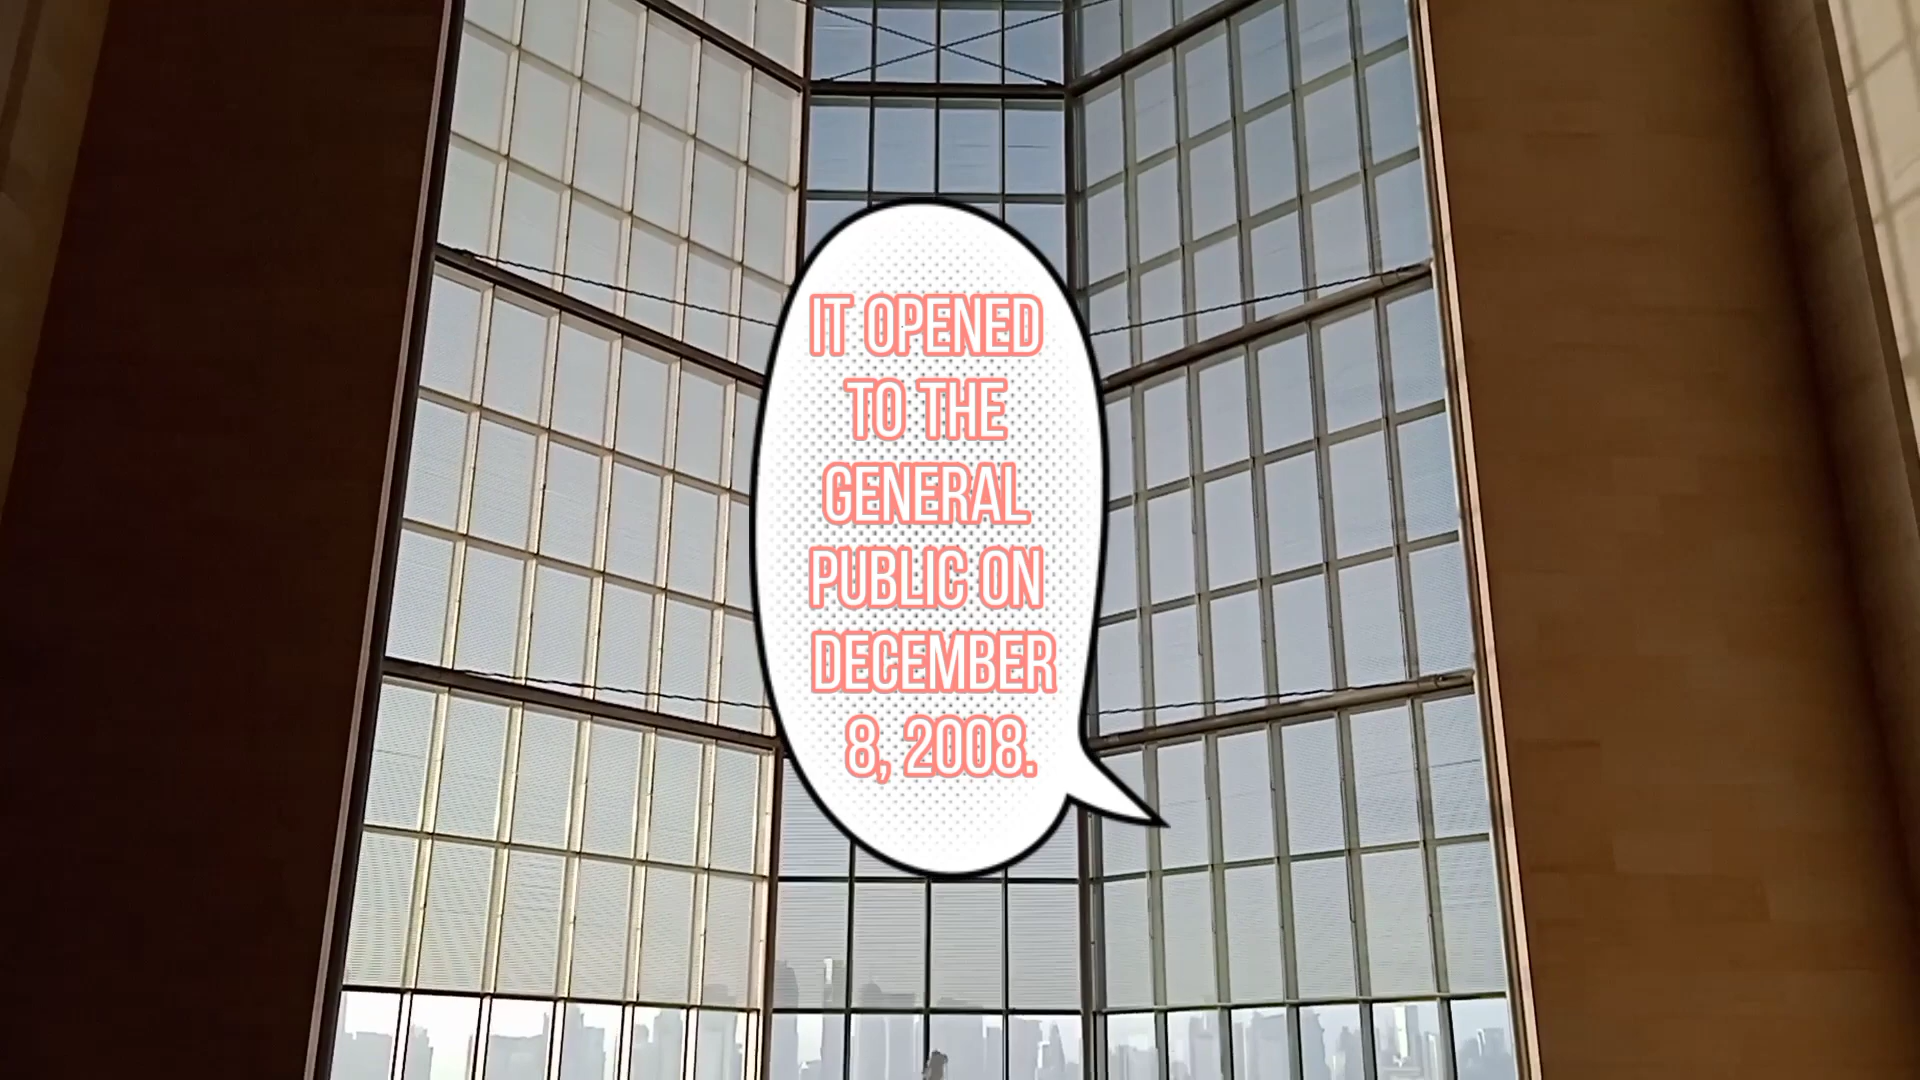 IT OPENED
TO THE
GENERAL
PUBLIC ON
DECEMBER
8, 2008.